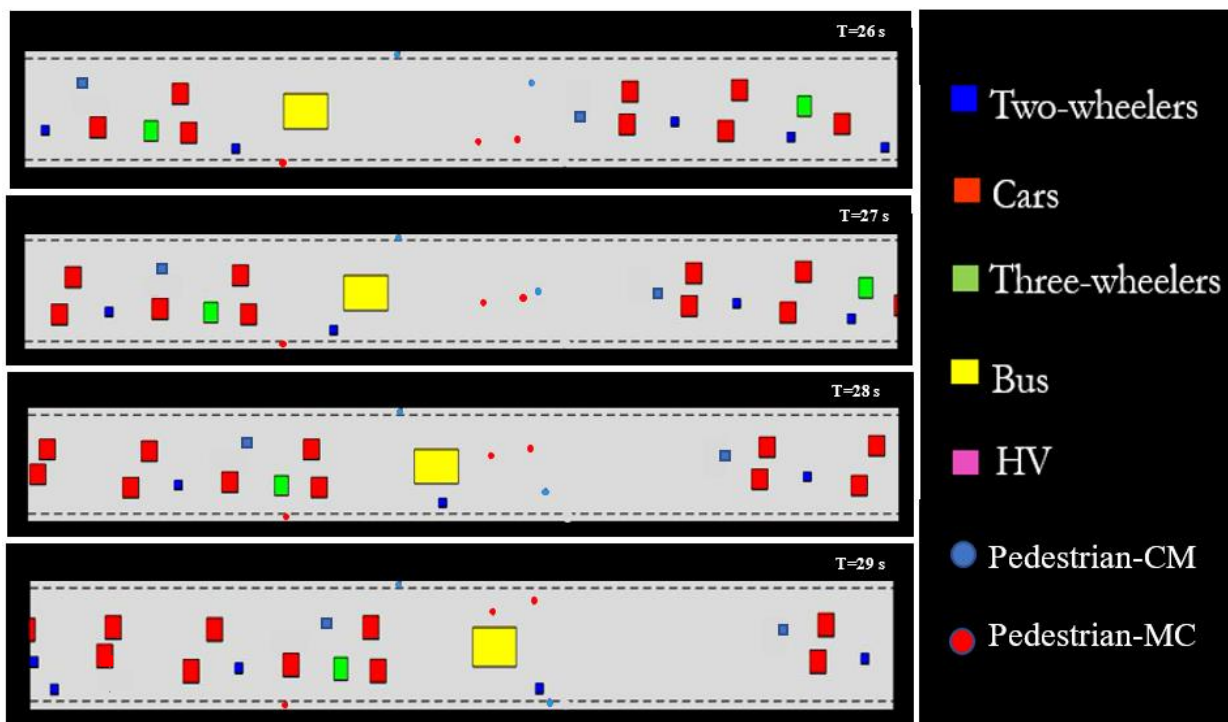 T=26 s
T=27 s
T=28 s
T=29 s
Two-wheelers
Cars
Three-wheelers
Bus
HV
Pedestrian-CM
Pedestrian-MC